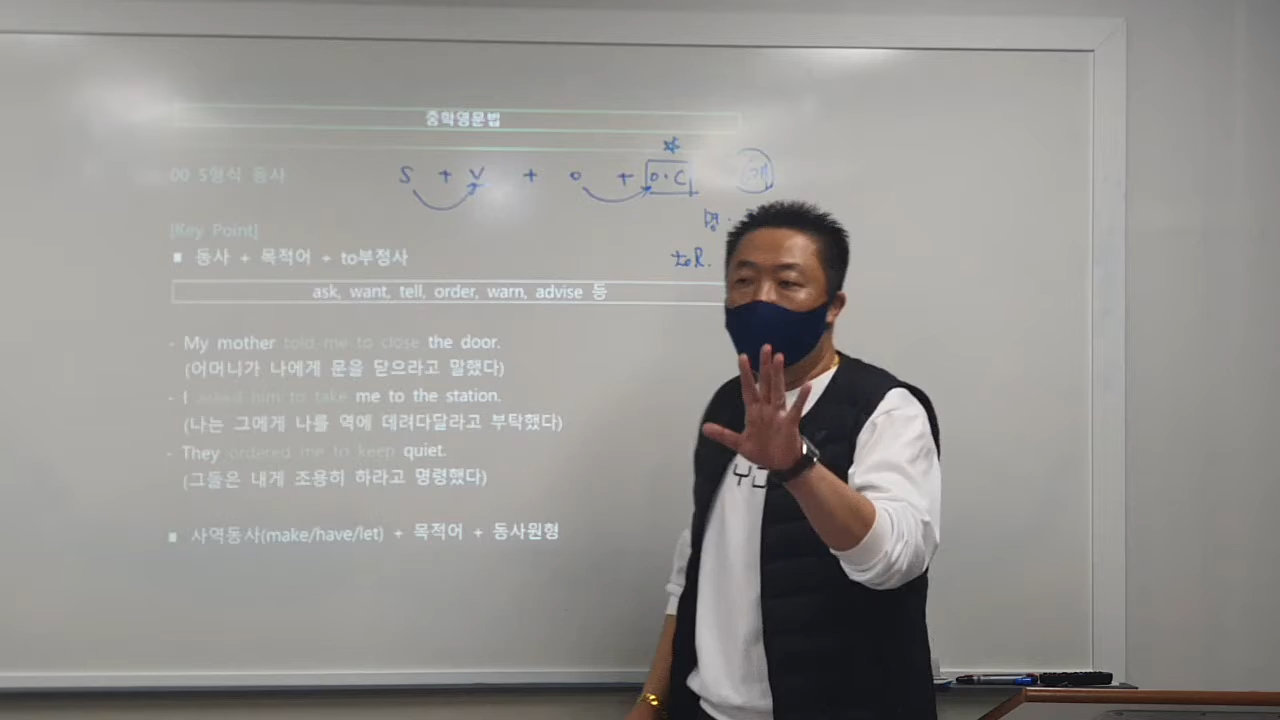 중학영문법
00 5형식 동사
S + V + O + O·C
[Key Point]
명·
■ 동사 + 목적어 + to부정사
toR.
ask, want, tell, order, warn, advise 등
- My mother told me to close the door.
(어머니가 나에게 문을 닫으라고 말했다)
- I asked him to take me to the station.
(나는 그에게 나를 역에 데려다달라고 부탁했다)
- They ordered me to keep quiet.
(그들은 내게 조용히 하라고 명령했다)
■ 사역동사(make/have/let) + 목적어 + 동사원형